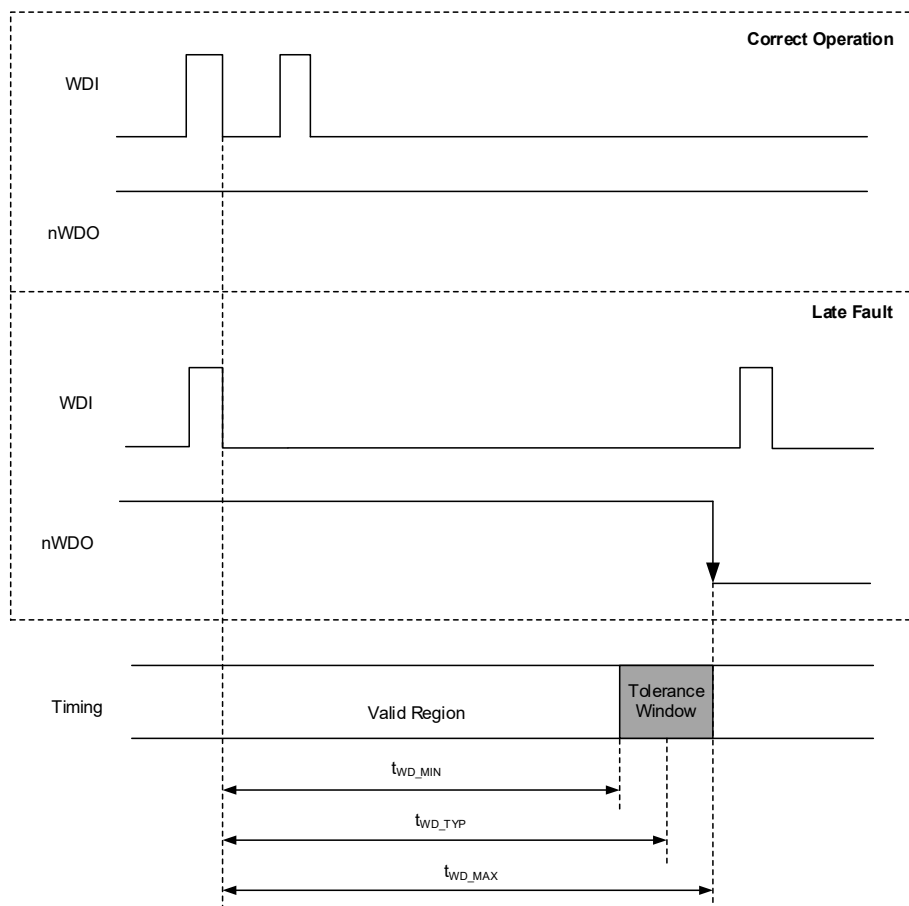 Correct Operation
WDI
nWDO
Late Fault
WDI
nWDO
Timing
Valid Region
Tolerance
Window
tWD_MIN
tWD_TYP
tWD_MAX